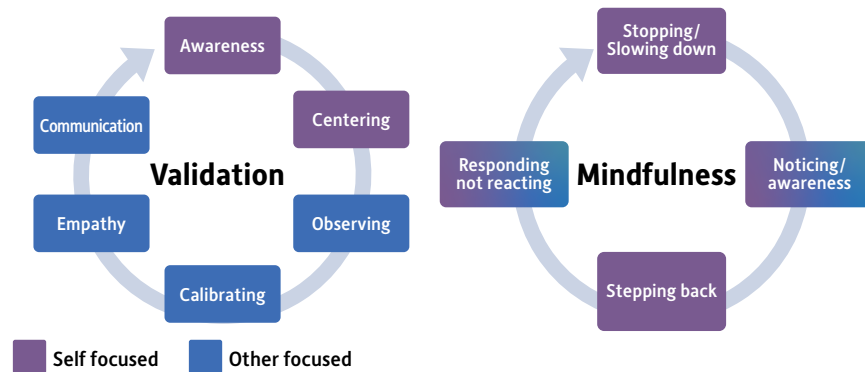 Awareness
Centering
Observing
Calibrating
Empathy
Communication
Validation
Stopping/
Slowing down
Noticing/
awareness
Stepping back
Responding
not reacting
Mindfulness
Self focused
Other focused